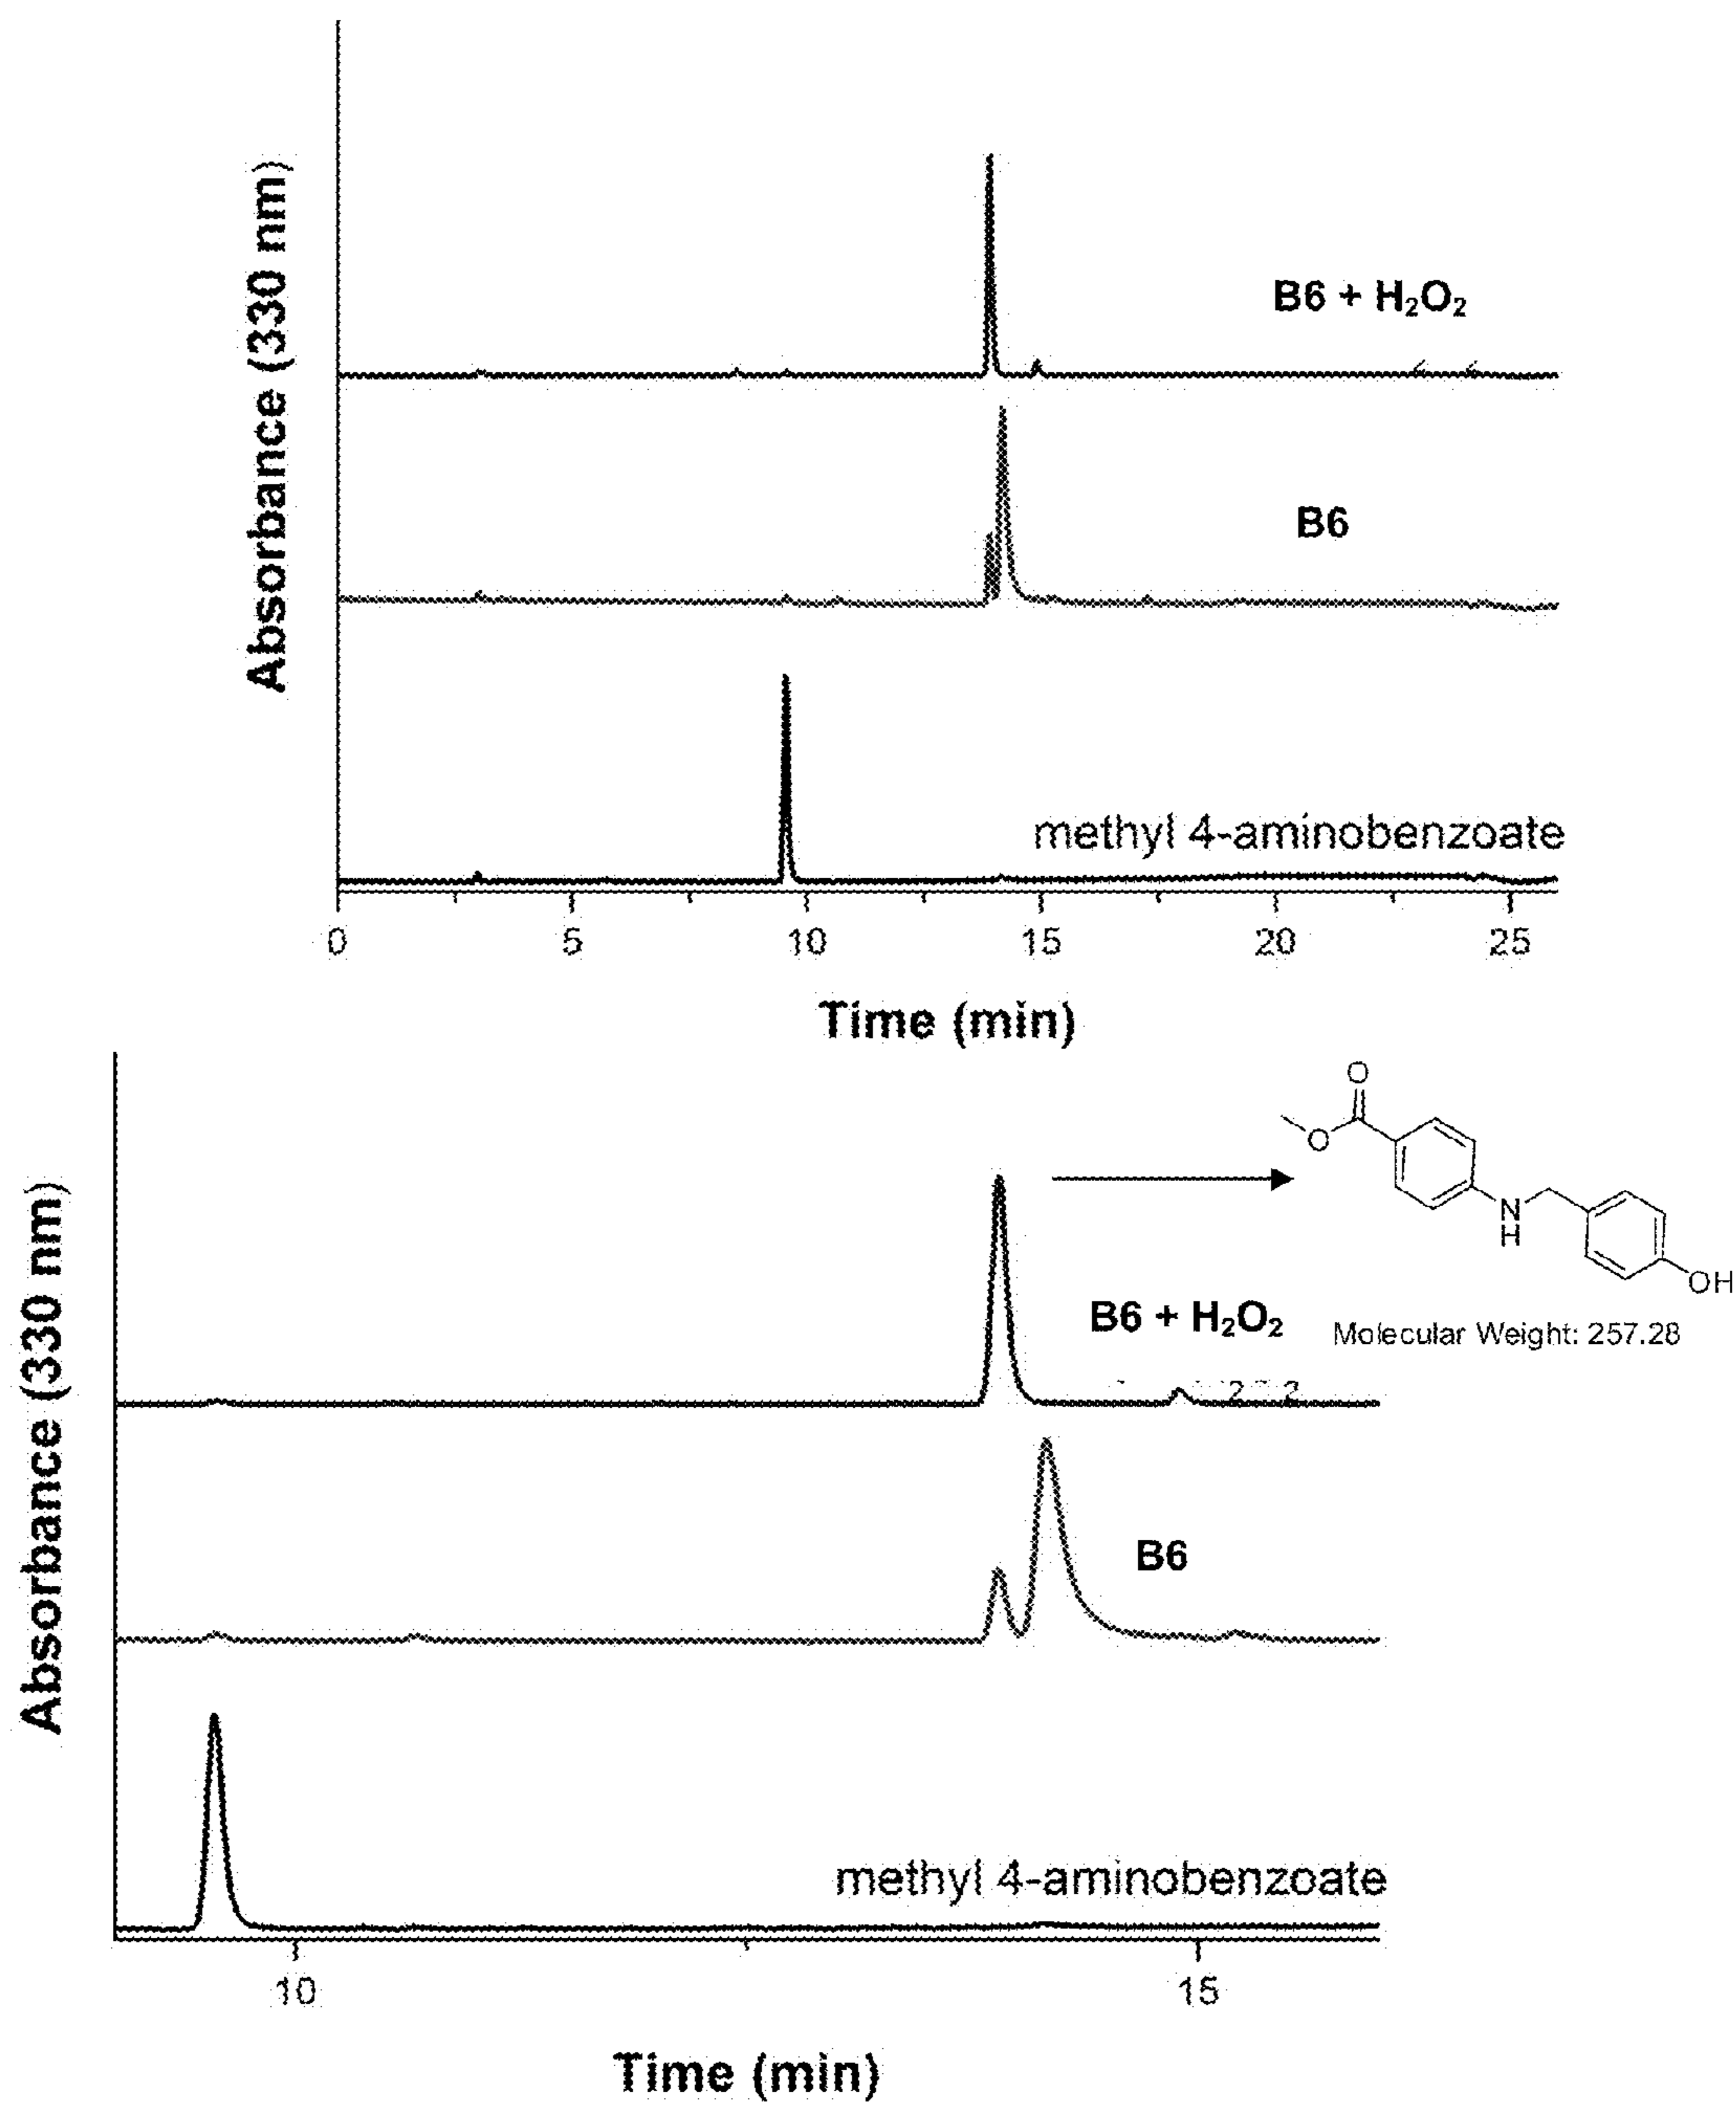 Absorbance (330 nm)
B6 + H₂O₂
B6
methyl 4-aminobenzoate
0 5 10 15 20 25
Time (min)
Absorbance (330 nm)
O
O
N
H
OH
B6 + H₂O₂
Molecular Weight: 257.28
B6
methyl 4-aminobenzoate
10 15
Time (min)